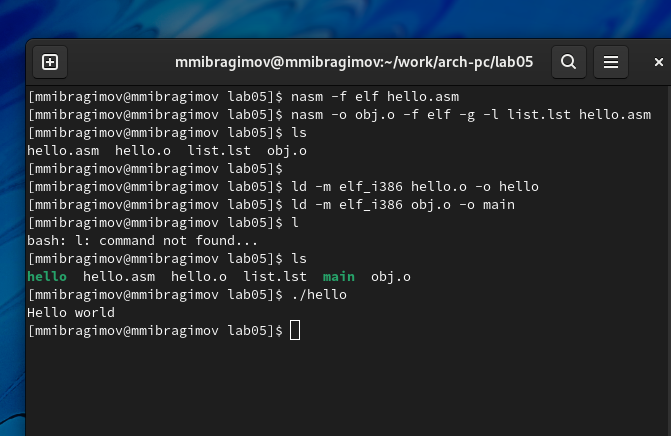 mmibragimov@mmibragimov:~/work/arch-pc/lab05
[mmibragimov@mmibragimov lab05]$ nasm -f elf hello.asm
[mmibragimov@mmibragimov lab05]$ nasm -o obj.o -f elf -g -l list.lst hello.asm
[mmibragimov@mmibragimov lab05]$ ls
hello.asm  hello.o  list.lst  obj.o
[mmibragimov@mmibragimov lab05]$
[mmibragimov@mmibragimov lab05]$ ld -m elf_i386 hello.o -o hello
[mmibragimov@mmibragimov lab05]$ ld -m elf_i386 obj.o -o main
[mmibragimov@mmibragimov lab05]$ l
bash: l: command not found...
[mmibragimov@mmibragimov lab05]$ ls
hello  hello.asm  hello.o  list.lst  main  obj.o
[mmibragimov@mmibragimov lab05]$ ./hello
Hello world
[mmibragimov@mmibragimov lab05]$